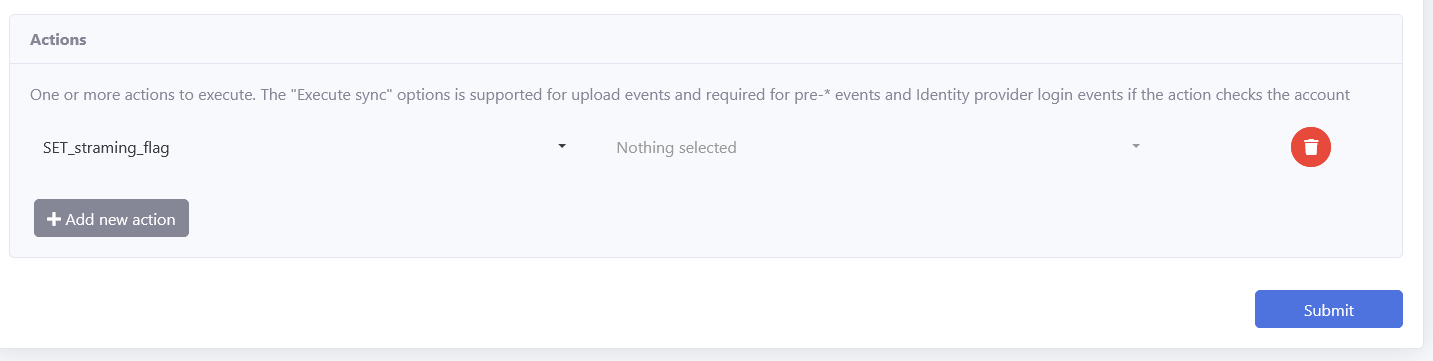 Actions
One or more actions to execute. The "Execute sync" options is supported for upload events and required for pre-* events and Identity provider login events if the action checks the account
SET_straming_flag
Nothing selected
Add new action
Submit